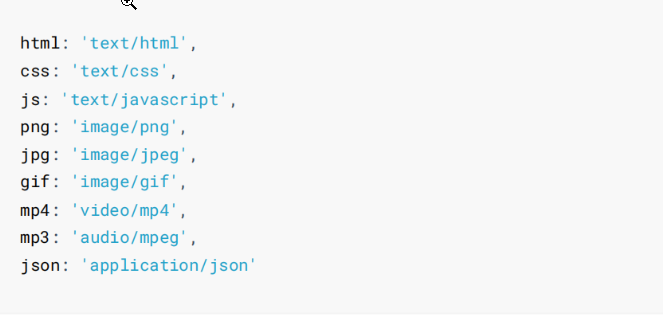 html: 'text/html',
css: 'text/css',
js: 'text/javascript',
png: 'image/png',
jpg: 'image/jpeg',
gif: 'image/gif',
mp4: 'video/mp4',
mp3: 'audio/mpeg',
json: 'application/json'